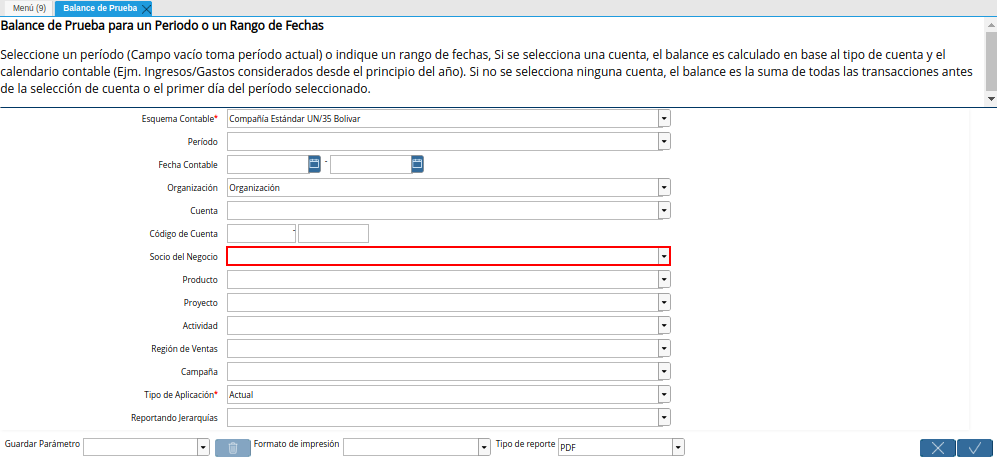 Menú (9) Balance de Prueba
Balance de Prueba para un Periodo o un Rango de Fechas
Seleccione un período (Campo vacío toma período actual) o indique un rango de fechas, Si se selecciona una cuenta, el balance es calculado en base al tipo de cuenta y el
calendario contable (Ejm. Ingresos/Gastos considerados desde el principio del año). Si no se selecciona ninguna cuenta, el balance es la suma de todas las transacciones antes
de la selección de cuenta o el primer día del período seleccionado.
Esquema Contable* Compañía Estándar UN/35 Bolivar
Período
Fecha Contable -
Organización Organización
Cuenta
Código de Cuenta -
Socio del Negocio
Producto
Proyecto
Actividad
Región de Ventas
Campaña
Tipo de Aplicación* Actual
Reportando Jerarquías
Guardar Parámetro Formato de impresión Tipo de reporte PDF